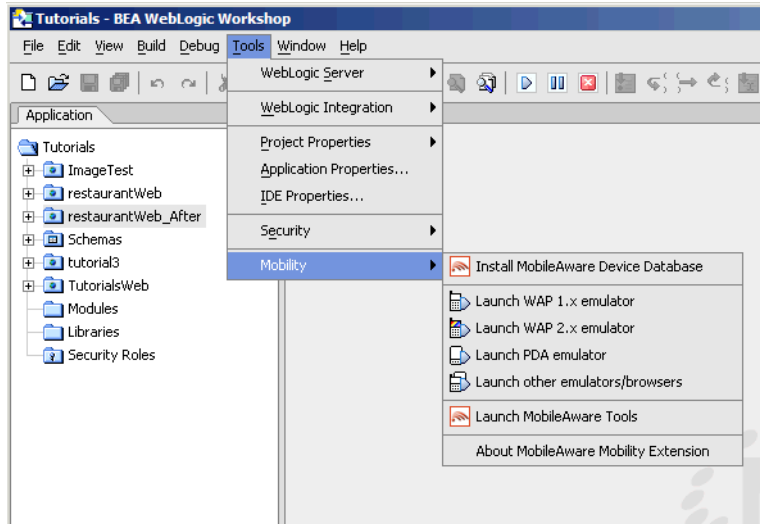 Tutorials - BEA WebLogic Workshop
File Edit View Build Debug Tools Window Help
Application
Tutorials
ImageTest
restaurantWeb
restaurantWeb_After
Schemas
tutorial3
TutorialsWeb
Modules
Libraries
Security Roles
WebLogic Server
WebLogic Integration
Project Properties
Application Properties...
IDE Properties...
Security
Mobility
Install MobileAware Device Database
Launch WAP 1.x emulator
Launch WAP 2.x emulator
Launch PDA emulator
Launch other emulators/browsers
Launch MobileAware Tools
About MobileAware Mobility Extension